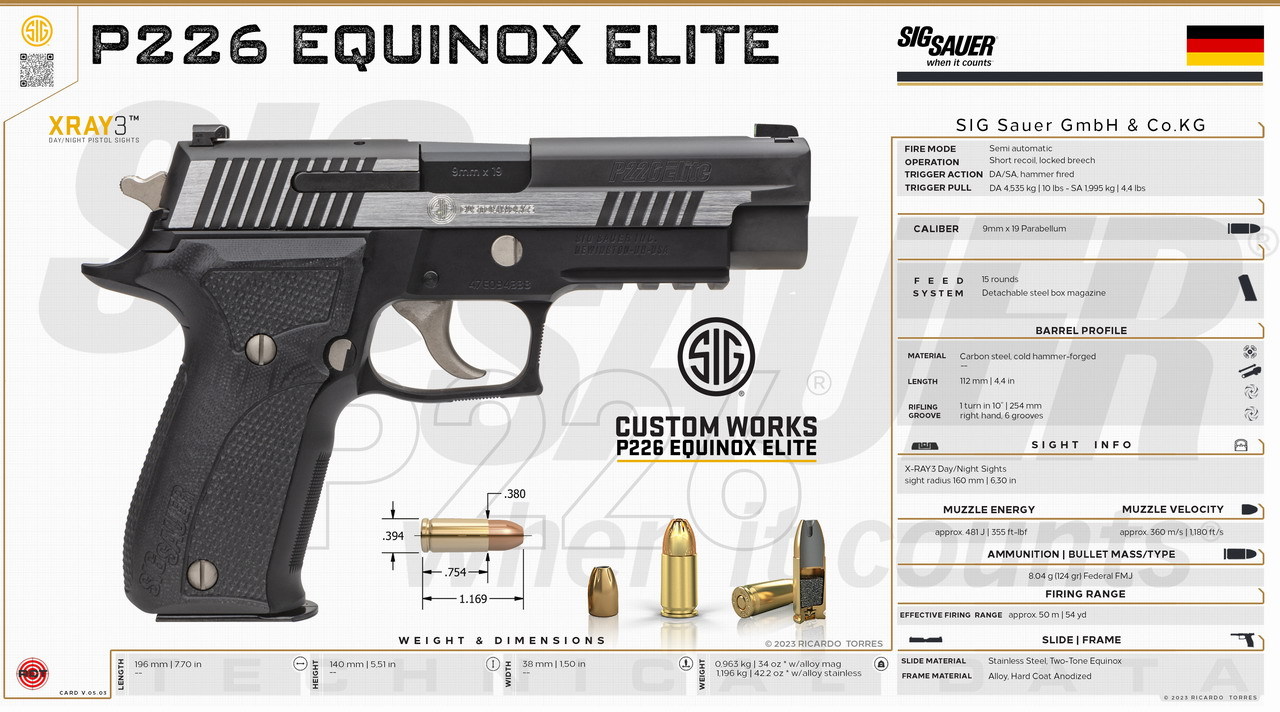 SIG
P226 EQUINOX ELITE
SIG SAUER
when it counts
XRAY3™
DAY/NIGHT PISTOL SIGHTS
9mm x 19
P226 Elite
SIG Sauer GmbH & Co.KG
FIRE MODE Semi automatic
OPERATION Short recoil, locked breech
TRIGGER ACTION DA/SA, hammer fired
TRIGGER PULL DA 4,535 kg | 10 lbs - SA 1,995 kg | 4,4 lbs
CALIBER 9mm x 19 Parabellum
FEED SYSTEM 15 rounds
Detachable steel box magazine
BARREL PROFILE
MATERIAL Carbon steel, cold hammer-forged
--
LENGTH 112 mm | 4,4 in
RIFLING GROOVE 1 turn in 10" | 254 mm
right hand, 6 grooves
SIGHT INFO
X-RAY3 Day/Night Sights
sight radius 160 mm | 6,30 in
MUZZLE ENERGY MUZZLE VELOCITY
approx. 481 J | 355 ft-lbf approx. 360 m/s | 1,180 ft/s
AMMUNITION | BULLET MASS/TYPE
8.04 g (124 gr) Federal FMJ
FIRING RANGE
EFFECTIVE FIRING RANGE approx. 50 m | 54 yd
SLIDE | FRAME
SLIDE MATERIAL Stainless Steel, Two-Tone Equinox
FRAME MATERIAL Alloy, Hard Coat Anodized
© 2023 RICARDO TORRES
SIG SAUER
P226
when it counts
SIG
CUSTOM WORKS
P226 EQUINOX ELITE
.380
.394
.754
1.169
© 2023 RICARDO TORRES
WEIGHT & DIMENSIONS
LENGTH 196 mm | 7.70 in
--
HEIGHT 140 mm | 5,51 in
--
WIDTH 38 mm | 1,50 in
--
WEIGHT 0.963 kg | 34 oz * w/alloy mag
1,196 kg | 42.2 oz * w/alloy stainless
TECHNICAL DATA
RDT
CARD V.05.03